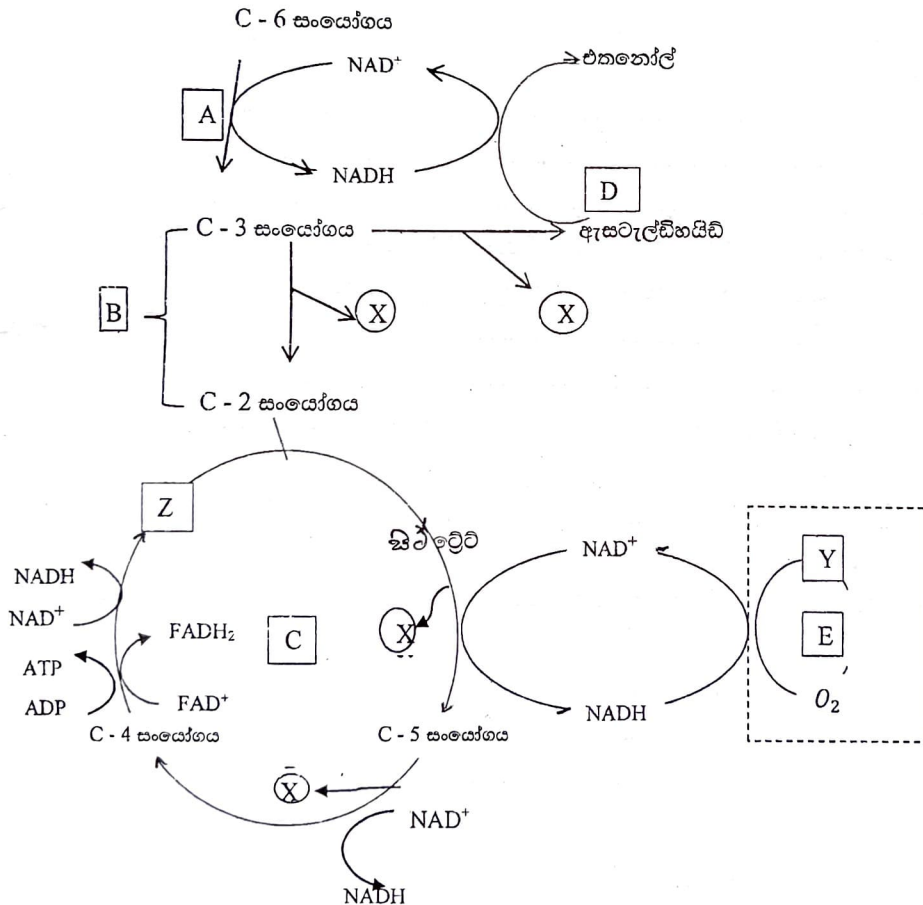 C - 6 සංයෝගය
NAD⁺
එතනෝල්
A
NADH
D
C - 3 සංයෝගය
ඇසටැල්ඩිහයිඩ්
B
X
X
C - 2 සංයෝගය
Z
සිට්‍රේට්
NAD⁺
Y
NADH
NAD⁺
FADH₂
C
X
E
ATP
ADP
FAD⁺
NADH
O₂
C - 4 සංයෝගය
C - 5 සංයෝගය
X
NAD⁺
NADH